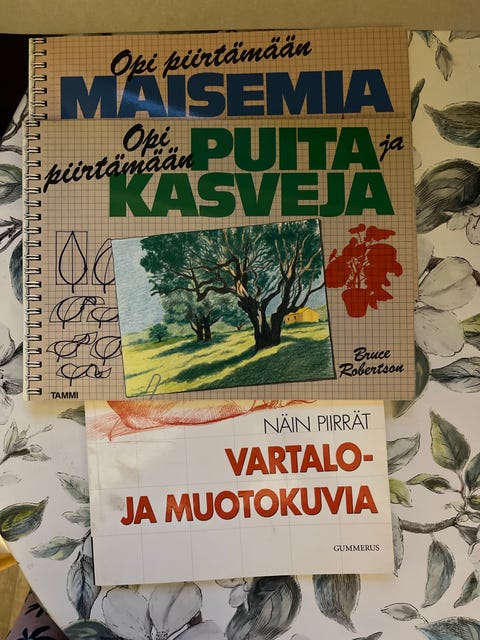 Opi piirtämään
MAISEMIA
Opi
piirtämään PUITA ja
KASVEJA
Bruce
Robertson
TAMMI
NÄIN PIIRRÄT
VARTALO-
JA MUOTOKUVIA
GUMMERUS